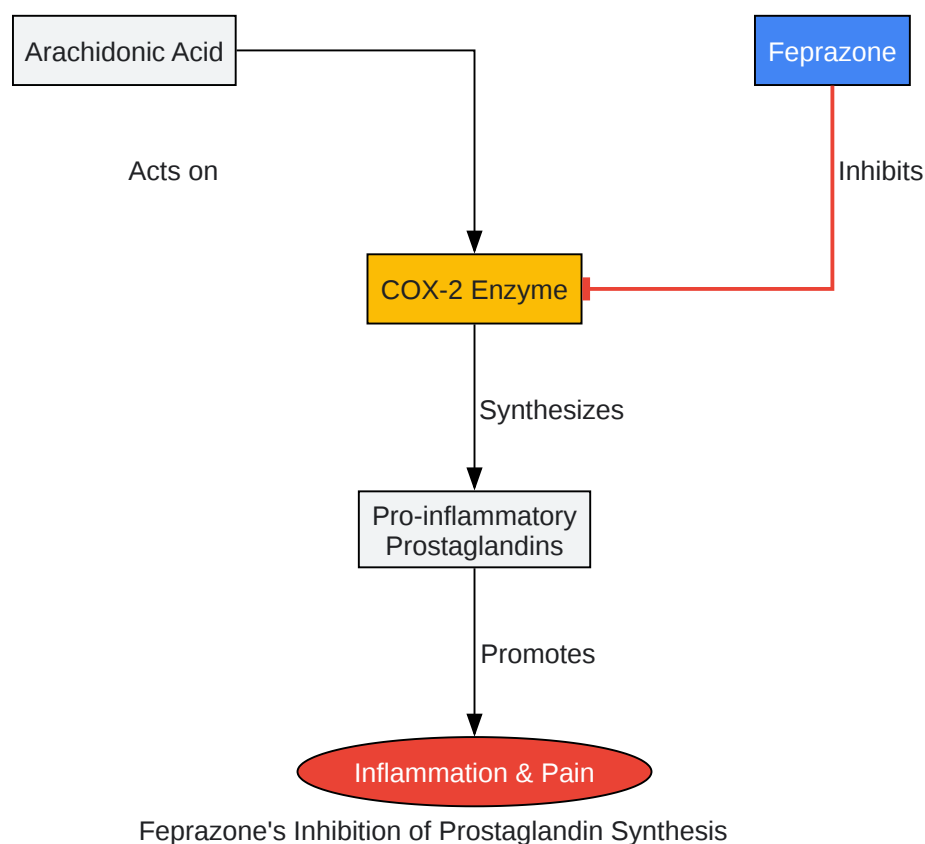 Arachidonic Acid
Feprazone
Acts on
Inhibits
COX-2 Enzyme
Synthesizes
Pro-inflammatory
Prostaglandins
Promotes
Inflammation & Pain
Feprazone's Inhibition of Prostaglandin Synthesis